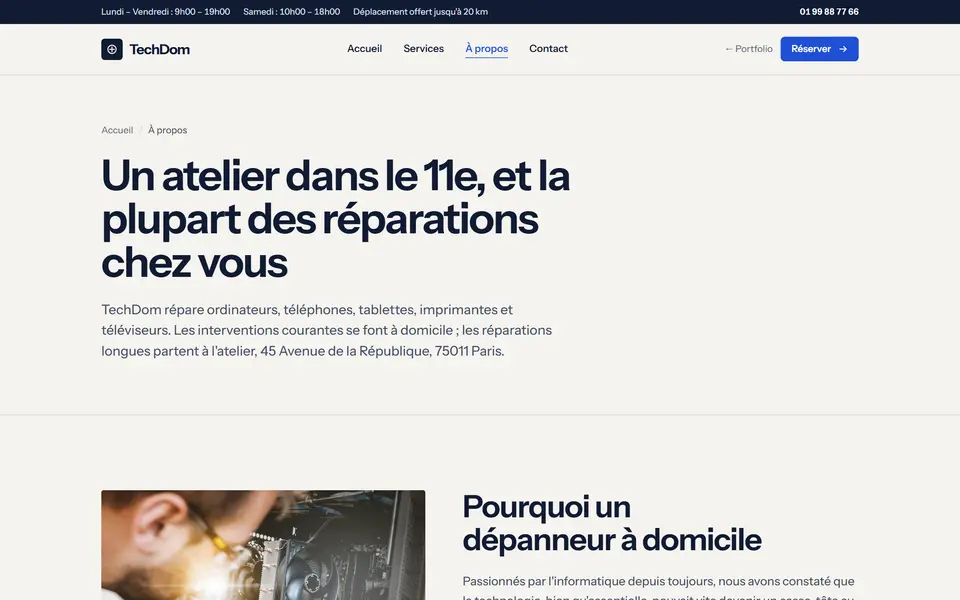 Lundi – Vendredi : 9h00 – 19h00 Samedi : 10h00 – 18h00 Déplacement offert jusqu'à 20 km 01 99 88 77 66
TechDom Accueil Services À propos Contact ← Portfolio Réserver →
Accueil / À propos
Un atelier dans le 11e, et la
plupart des réparations
chez vous
TechDom répare ordinateurs, téléphones, tablettes, imprimantes et
téléviseurs. Les interventions courantes se font à domicile ; les réparations
longues partent à l'atelier, 45 Avenue de la République, 75011 Paris.
Pourquoi un
dépanneur à domicile
Passionnés par l'informatique depuis toujours, nous avons constaté que